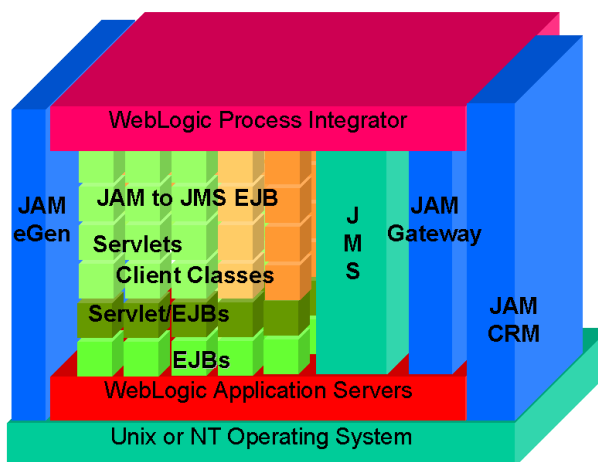 WebLogic Process Integrator
JAM
eGen
JAM to JMS EJB
Servlets
Client Classes
Servlet/EJBs
EJBs
J
M
S
JAM
Gateway
JAM
CRM
WebLogic Application Servers
Unix or NT Operating System